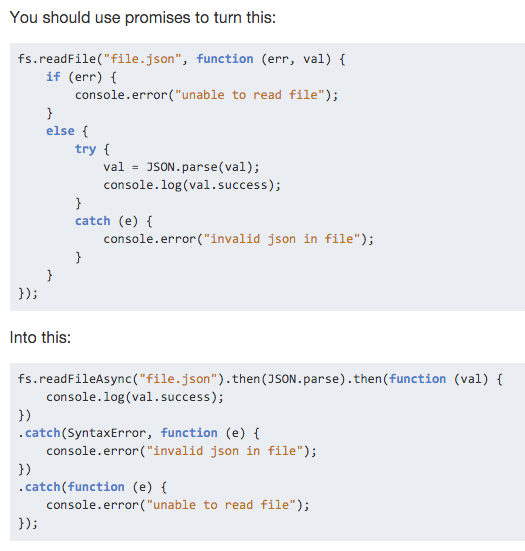 You should use promises to turn this:
fs.readFile("file.json", function (err, val) {
    if (err) {
        console.error("unable to read file");
    }
    else {
        try {
            val = JSON.parse(val);
            console.log(val.success);
        }
        catch (e) {
            console.error("invalid json in file");
        }
    }
});
Into this:
fs.readFileAsync("file.json").then(JSON.parse).then(function (val) {
    console.log(val.success);
})
.catch(SyntaxError, function (e) {
    console.error("invalid json in file");
})
.catch(function (e) {
    console.error("unable to read file");
});